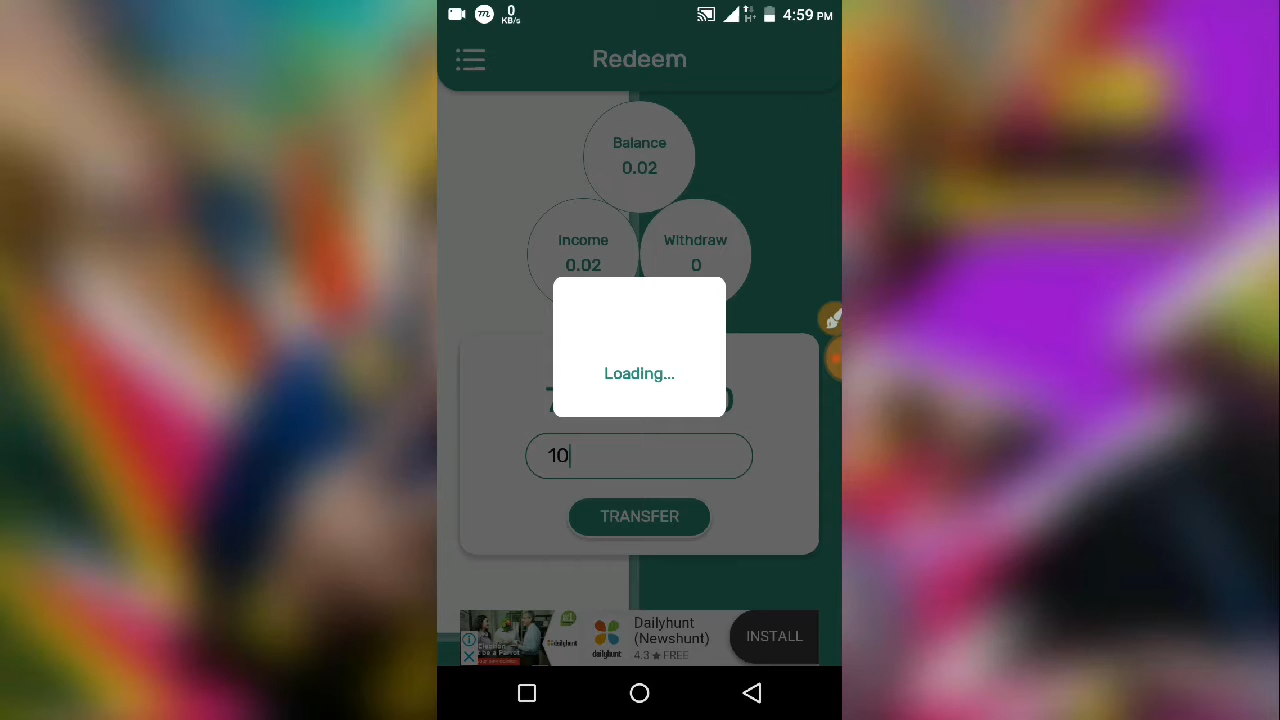 0
KB/s
H+
4:59 PM
Redeem
Balance
0.02
Income
0.02
Withdraw
0
Loading...
10
TRANSFER
Dailyhunt
(Newshunt)
4.3 ★ FREE
dailyhunt
INSTALL